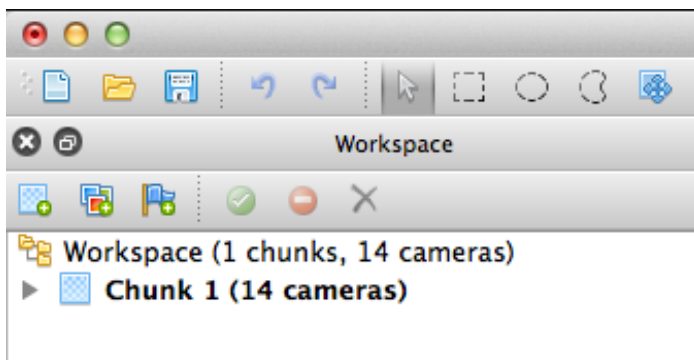 Workspace
Workspace (1 chunks, 14 cameras)
Chunk 1 (14 cameras)